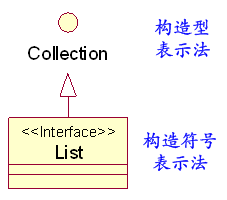 构造型
表示法
Collection
<<Interface>>
List
构造符号
表示法